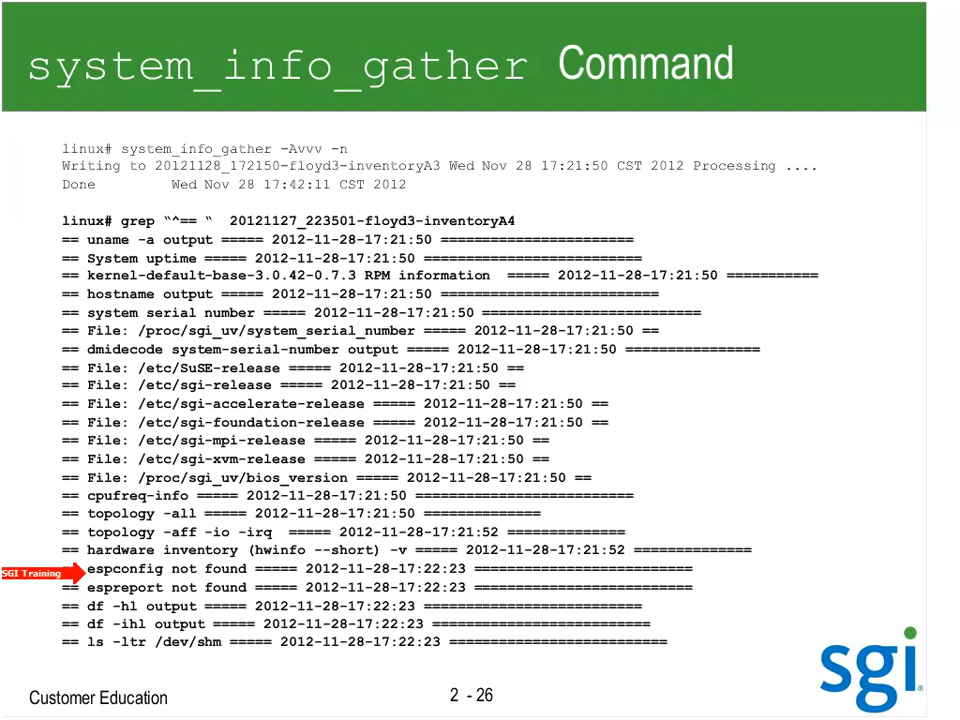 system_info_gather Command
linux# system_info_gather -Avvv -n
Writing to 20121128_172150-floyd3-inventoryA3 Wed Nov 28 17:21:50 CST 2012 Processing ....
Done Wed Nov 28 17:42:11 CST 2012
linux# grep “^== “ 20121127_223501-floyd3-inventoryA4
== uname -a output ===== 2012-11-28-17:21:50 =======================
== System uptime ===== 2012-11-28-17:21:50 ==========================
== kernel-default-base-3.0.42-0.7.3 RPM information ===== 2012-11-28-17:21:50 ===========
== hostname output ===== 2012-11-28-17:21:50 ==========================
== system serial number ===== 2012-11-28-17:21:50 ==========================
== File: /proc/sgi_uv/system_serial_number ===== 2012-11-28-17:21:50 ==
== dmidecode system-serial-number output ===== 2012-11-28-17:21:50 ================
== File: /etc/SuSE-release ===== 2012-11-28-17:21:50 ==
== File: /etc/sgi-release ===== 2012-11-28-17:21:50 ==
== File: /etc/sgi-accelerate-release ===== 2012-11-28-17:21:50 ==
== File: /etc/sgi-foundation-release ===== 2012-11-28-17:21:50 ==
== File: /etc/sgi-mpi-release ===== 2012-11-28-17:21:50 ==
== File: /etc/sgi-xvm-release ===== 2012-11-28-17:21:50 ==
== File: /proc/sgi_uv/bios_version ===== 2012-11-28-17:21:50 ==
== cpufreq-info ===== 2012-11-28-17:21:50 ==========================
== topology -all ===== 2012-11-28-17:21:50 ==============
== topology -aff -io -irq ===== 2012-11-28-17:21:52 ==============
== hardware inventory (hwinfo --short) -v ===== 2012-11-28-17:21:52 ==============
SGI Training
espconfig not found ===== 2012-11-28-17:22:23 ==========================
== espreport not found ===== 2012-11-28-17:22:23 ==========================
== df -hl output ===== 2012-11-28-17:22:23 ==========================
== df -ihl output ===== 2012-11-28-17:22:23 ==========================
== ls -ltr /dev/shm ===== 2012-11-28-17:22:23 ==========================
Customer Education
2 - 26
sgi®